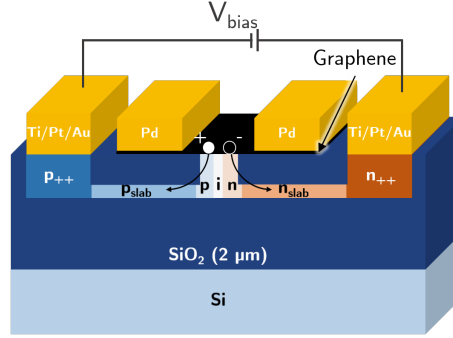 V_bias
Graphene
Ti/Pt/Au Pd Pd Ti/Pt/Au
+ -
p++ p_slab p i n n_slab n++
SiO₂ (2 μm)
Si